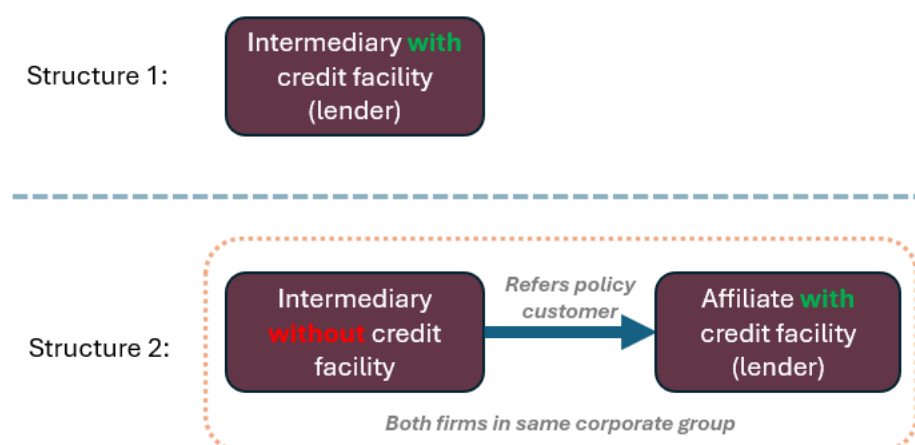 Structure 1:
Intermediary with
credit facility
(lender)
Structure 2:
Intermediary
without credit
facility
Refers policy
customer
Affiliate with
credit facility
(lender)
Both firms in same corporate group